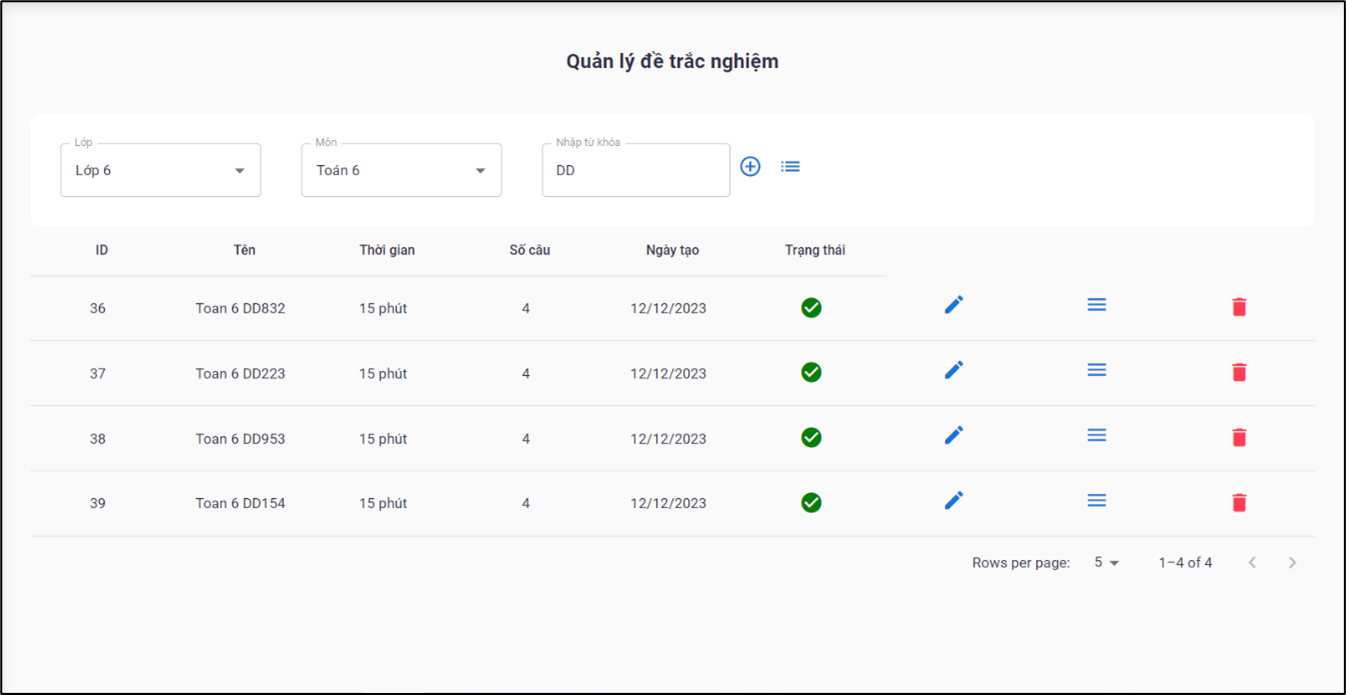 Quản lý đề trắc nghiệm
Lớp Môn Nhập từ khóa
Lớp 6 Toán 6 DD
ID Tên Thời gian Số câu Ngày tạo Trạng thái
36 Toan 6 DD832 15 phút 4 12/12/2023
37 Toan 6 DD223 15 phút 4 12/12/2023
38 Toan 6 DD953 15 phút 4 12/12/2023
39 Toan 6 DD154 15 phút 4 12/12/2023
Rows per page: 5 1–4 of 4